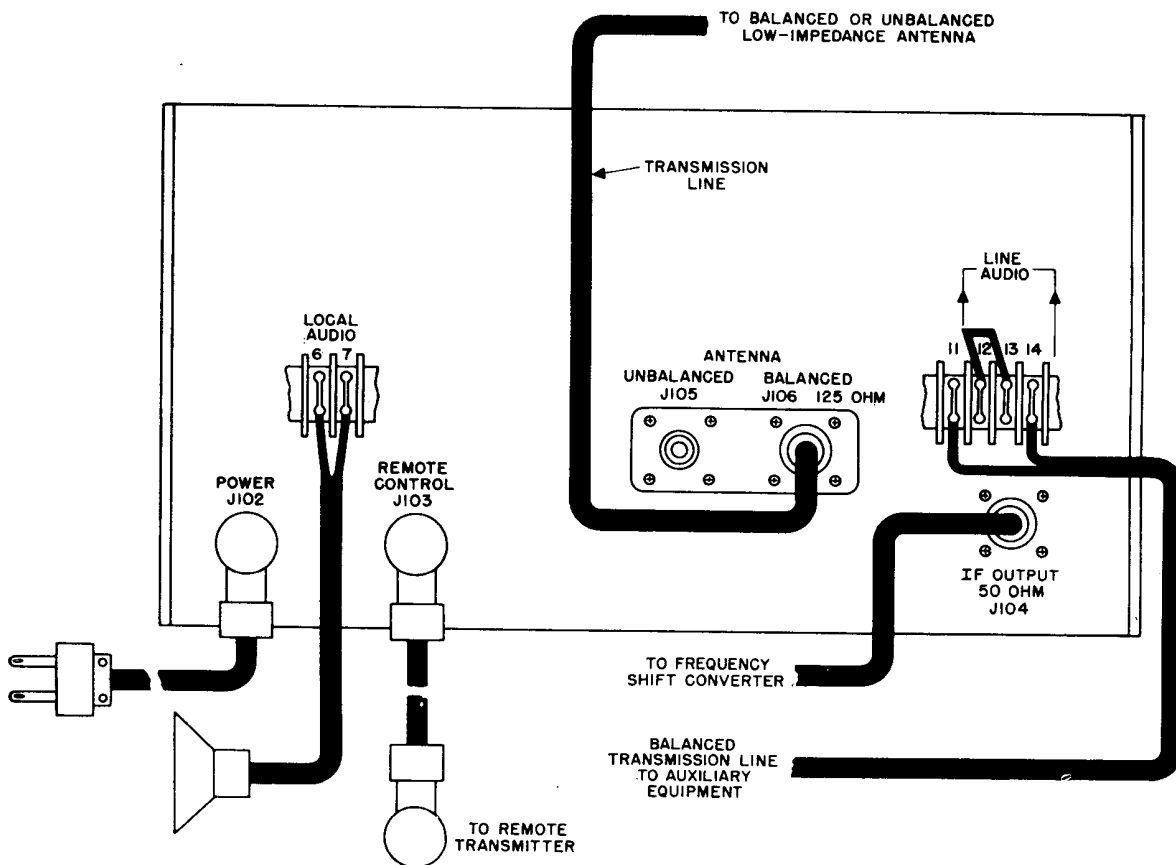 TO BALANCED OR UNBALANCED
LOW-IMPEDANCE ANTENNA
TRANSMISSION
LINE
LINE
AUDIO
LOCAL
AUDIO
6 7
11 12 13 14
ANTENNA
UNBALANCED
J105
BALANCED
J106 125 OHM
POWER
J102
REMOTE
CONTROL
J103
IF OUTPUT
50 OHM
J104
TO FREQUENCY
SHIFT CONVERTER
BALANCED
TRANSMISSION LINE
TO AUXILIARY
EQUIPMENT
TO REMOTE
TRANSMITTER